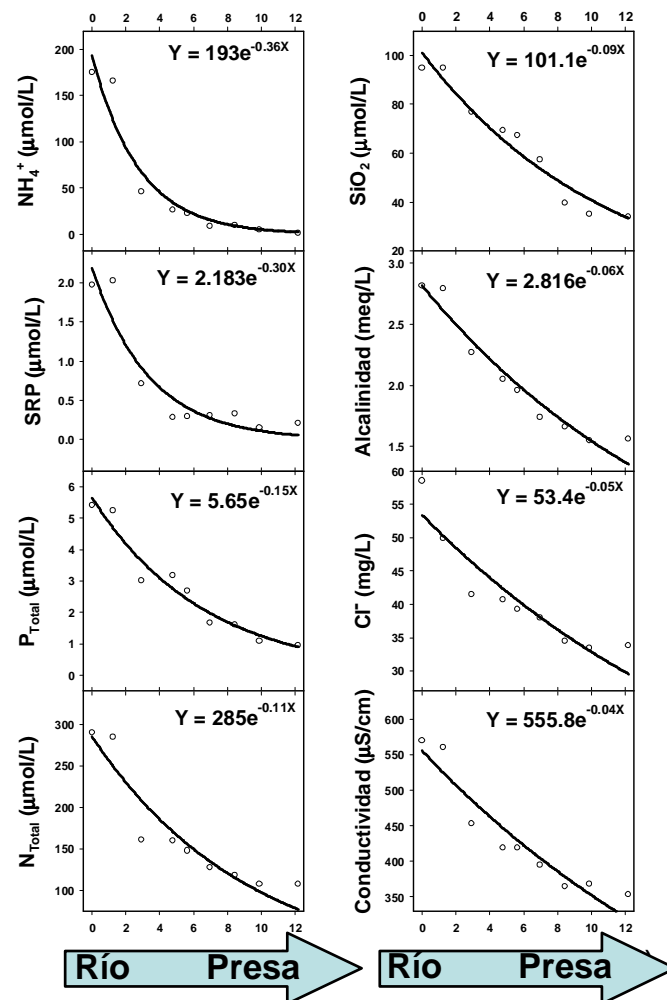 0 2 4 6 8 10 12
0 2 4 6 8 10 12
Y = 193e^-0.36X
NH₄⁺ (μmol/L)
200
150
100
50
0
Y = 101.1e^-0.09X
SiO₂ (μmol/L)
100
80
60
40
20
Y = 2.183e^-0.30X
SRP (μmol/L)
2.0
1.5
1.0
0.5
0.0
Y = 2.816e^-0.06X
Alcalinidad (meq/L)
3.0
2.5
2.0
1.5
Y = 5.65e^-0.15X
P_Total (μmol/L)
6
5
4
3
2
1
0
Y = 53.4e^-0.05X
Cl⁻ (mg/L)
60
55
50
45
40
35
30
Y = 285e^-0.11X
N_Total (μmol/L)
300
250
200
150
100
Y = 555.8e^-0.04X
Conductividad (μS/cm)
600
550
500
450
400
350
0 2 4 6 8 10 12
0 2 4 6 8 10 12
Río Presa
Río Presa